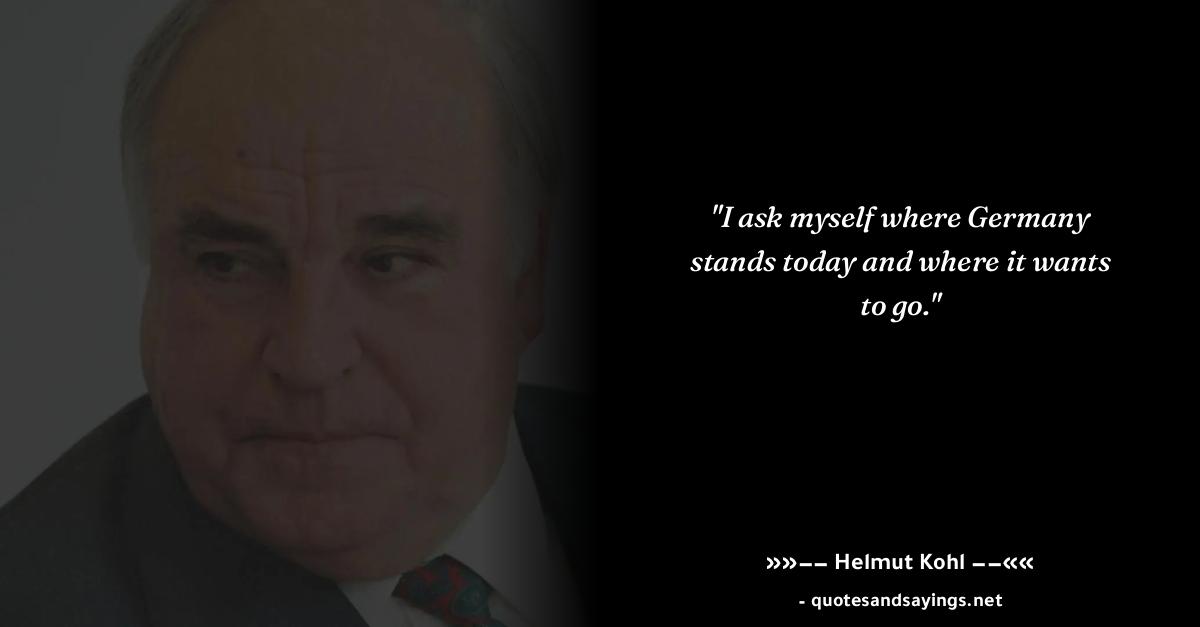 "I ask myself where Germany
stands today and where it wants
to go."
»»–– Helmut Kohl ––««
- quotesandsayings.net